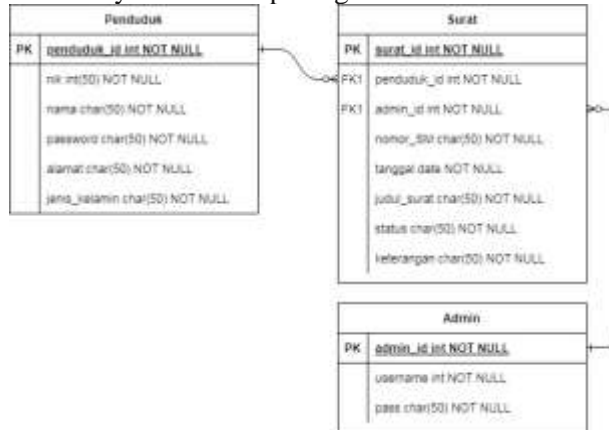 Penduduk
PK penduduk_id int NOT NULL
nik int(50) NOT NULL
nama char(50) NOT NULL
password char(50) NOT NULL
alamat char(50) NOT NULL
jenis_kelamin char(50) NOT NULL
Surat
PK surat_id int NOT NULL
FK1 penduduk_id int NOT NULL
FK1 admin_id int NOT NULL
nomor_SM char(50) NOT NULL
tanggal date NOT NULL
judul_surat char(50) NOT NULL
status char(50) NOT NULL
keterangan char(50) NOT NULL
Admin
PK admin_id int NOT NULL
username int NOT NULL
pass char(50) NOT NULL